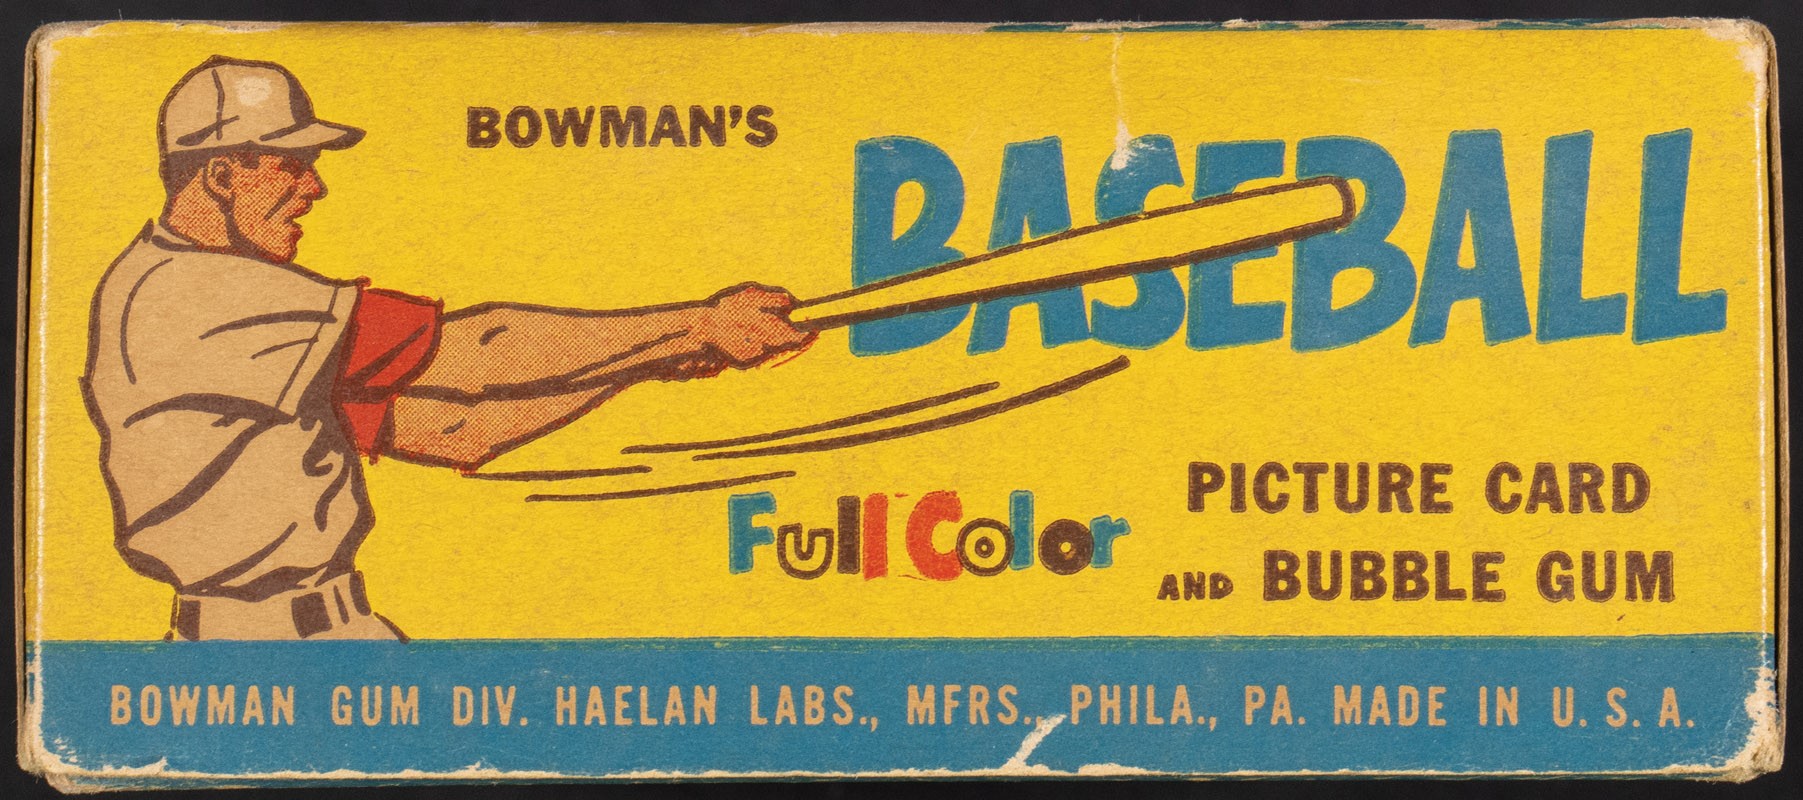 BOWMAN'S
BASEBALL
Full Color
PICTURE CARD
AND BUBBLE GUM
BOWMAN GUM DIV. HAELAN LABS., MFRS., PHILA., PA. MADE IN U. S. A.